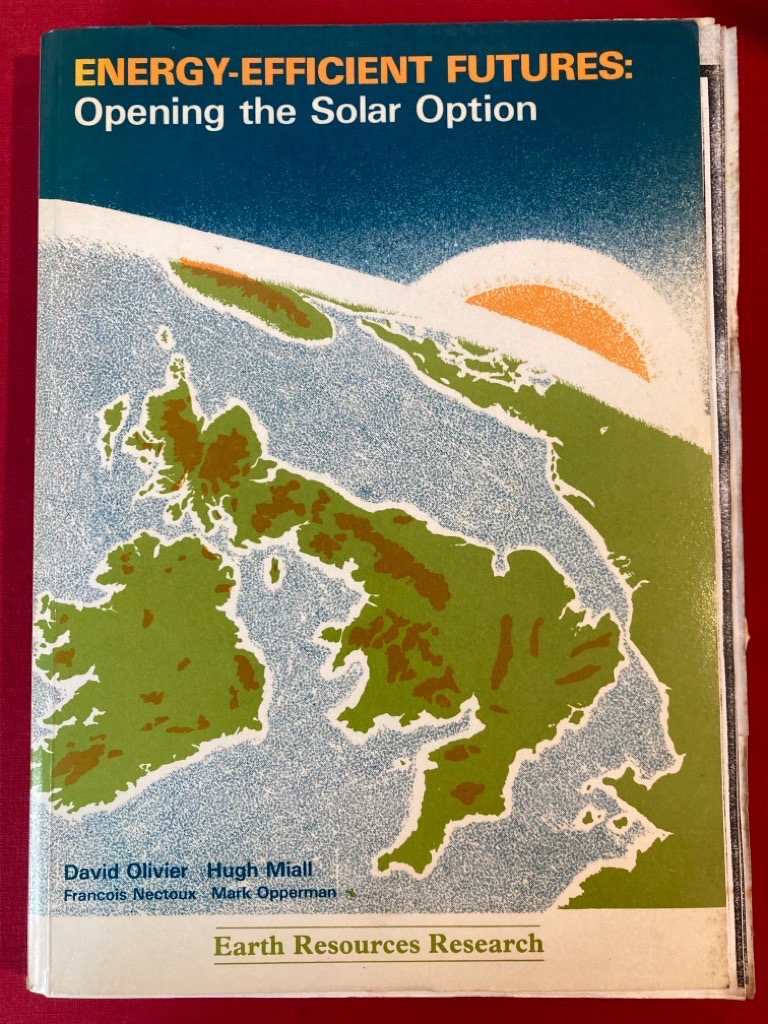 ENERGY-EFFICIENT FUTURES:
Opening the Solar Option
David Olivier Hugh Miall
Francois Nectoux Mark Opperman
Earth Resources Research